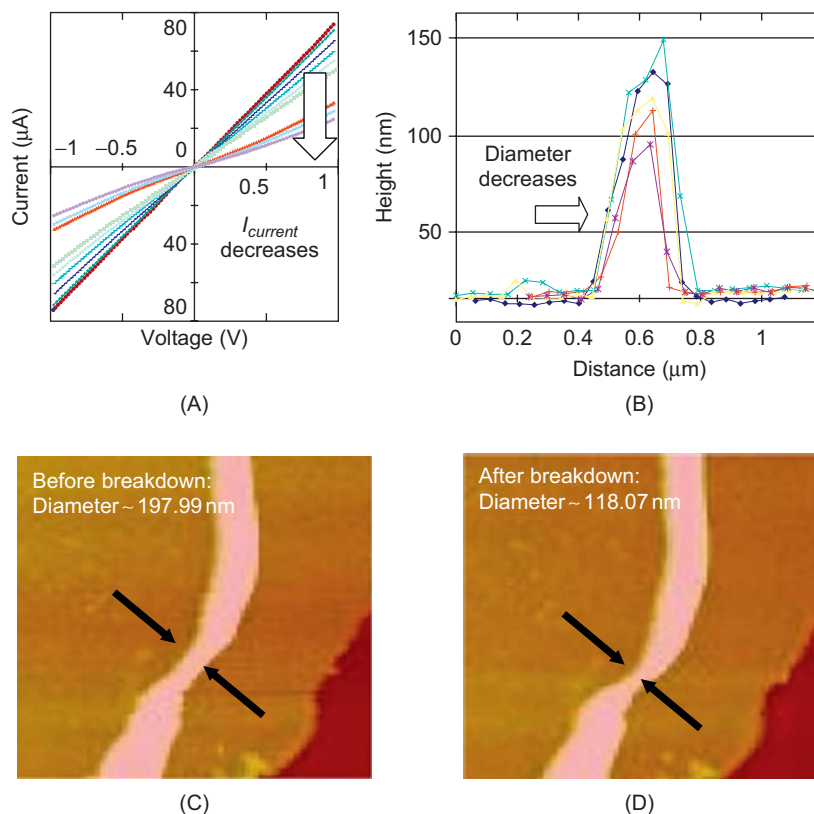 80
40
0
−1
−0.5
0.5
1
40
80
Current (μA)
I current
decreases
Voltage (V)
(A)
150
100
50
Height (nm)
Diameter
decreases
0
0.2
0.4
0.6
0.8
1
Distance (μm)
(B)
Before breakdown:
Diameter ~ 197.99 nm
(C)
After breakdown:
Diameter ~ 118.07 nm
(D)